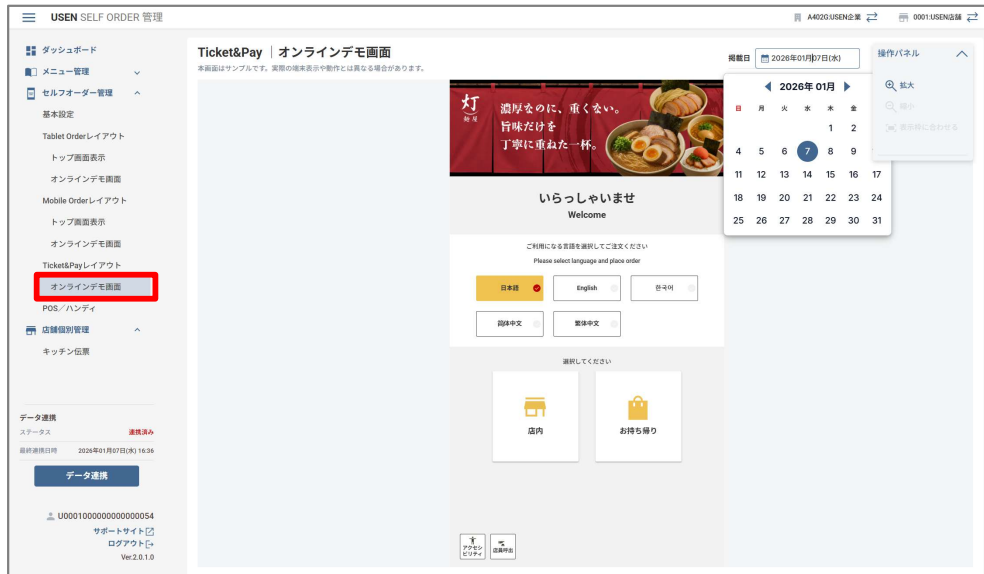 USEN SELF ORDER 管理
A402G:USEN企業
0001:USEN店舗
ダッシュボード
メニュー管理
セルフオーダー管理
基本設定
Tablet Orderレイアウト
トップ画面表示
オンラインデモ画面
Mobile Orderレイアウト
トップ画面表示
オンラインデモ画面
Ticket&Payレイアウト
オンラインデモ画面
POS／ハンディ
店舗個別管理
キッチン伝票
データ連携
ステータス 連携済み
最終連携日時 2026年01月07日(水) 16:36
データ連携
U0001000000000000054
サポートサイト
ログアウト
Ver.2.0.1.0
Ticket&Pay｜オンラインデモ画面
本画面はサンプルです。実際の端末表示や動作とは異なる場合があります。
掲載日 2026年01月07日(水)
2026年 01月
日 月 火 水 木 金
1 2
4 5 6 7 8 9
11 12 13 14 15 16 17
18 19 20 21 22 23 24
25 26 27 28 29 30 31
操作パネル
拡大
縮小
表示枠に合わせる
灯
麺屋
濃厚なのに、重くない。
旨味だけを
丁寧に重ねた一杯。
いらっしゃいませ
Welcome
ご利用になる言語を選択してご注文ください
Please select language and place order
日本語
English
한국어
简体中文
繁体中文
選択してください
店内
お持ち帰り
アクセシ
ビリティ
店員呼出